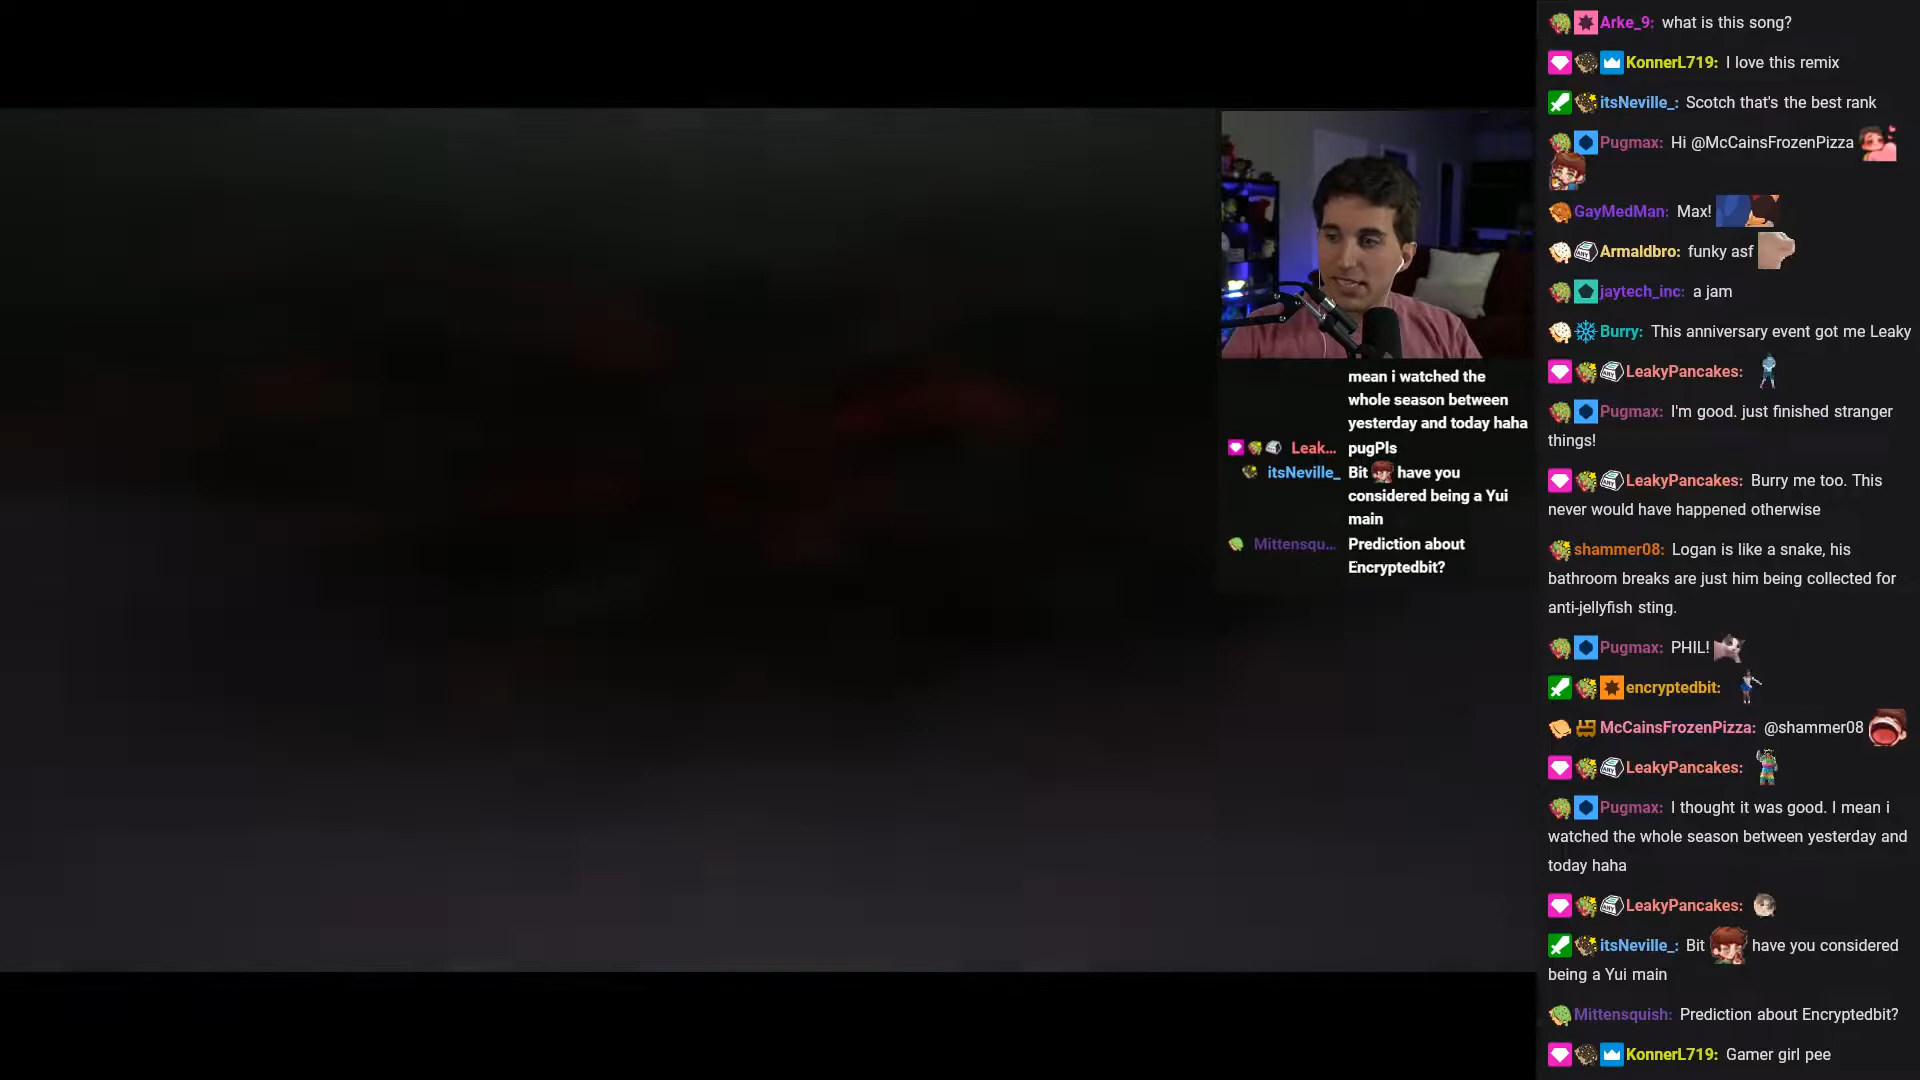 mean i watched the
whole season between
yesterday and today haha
Leak... pugPls
itsNeville_ Bit have you
considered being a Yui
main
Mittensqu... Prediction about
Encryptedbit?
Arke_9: what is this song?
KonnerL719: I love this remix
itsNeville_: Scotch that's the best rank
Pugmax: Hi @McCainsFrozenPizza
GayMedMan: Max!
Armaldbro: funky asf
jaytech_inc: a jam
Burry: This anniversary event got me Leaky
LeakyPancakes:
Pugmax: I'm good. just finished stranger
things!
LeakyPancakes: Burry me too. This
never would have happened otherwise
shammer08: Logan is like a snake, his
bathroom breaks are just him being collected for
anti-jellyfish sting.
Pugmax: PHIL!
encryptedbit:
McCainsFrozenPizza: @shammer08
LeakyPancakes:
Pugmax: I thought it was good. I mean i
watched the whole season between yesterday and
today haha
LeakyPancakes:
itsNeville_: Bit have you considered
being a Yui main
Mittensquish: Prediction about Encryptedbit?
KonnerL719: Gamer girl pee